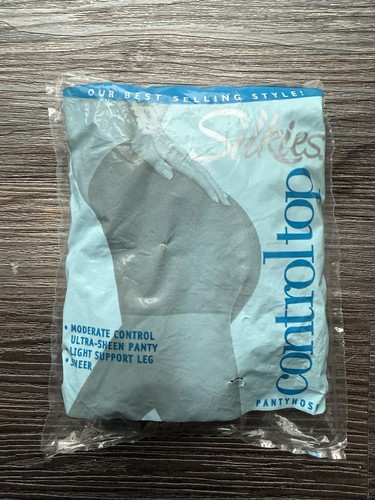 OUR BEST SELLING STYLE!
Silkies®
control top
PANTYHOSE
• MODERATE CONTROL
ULTRA-SHEEN PANTY
• LIGHT SUPPORT LEG
• SHEER